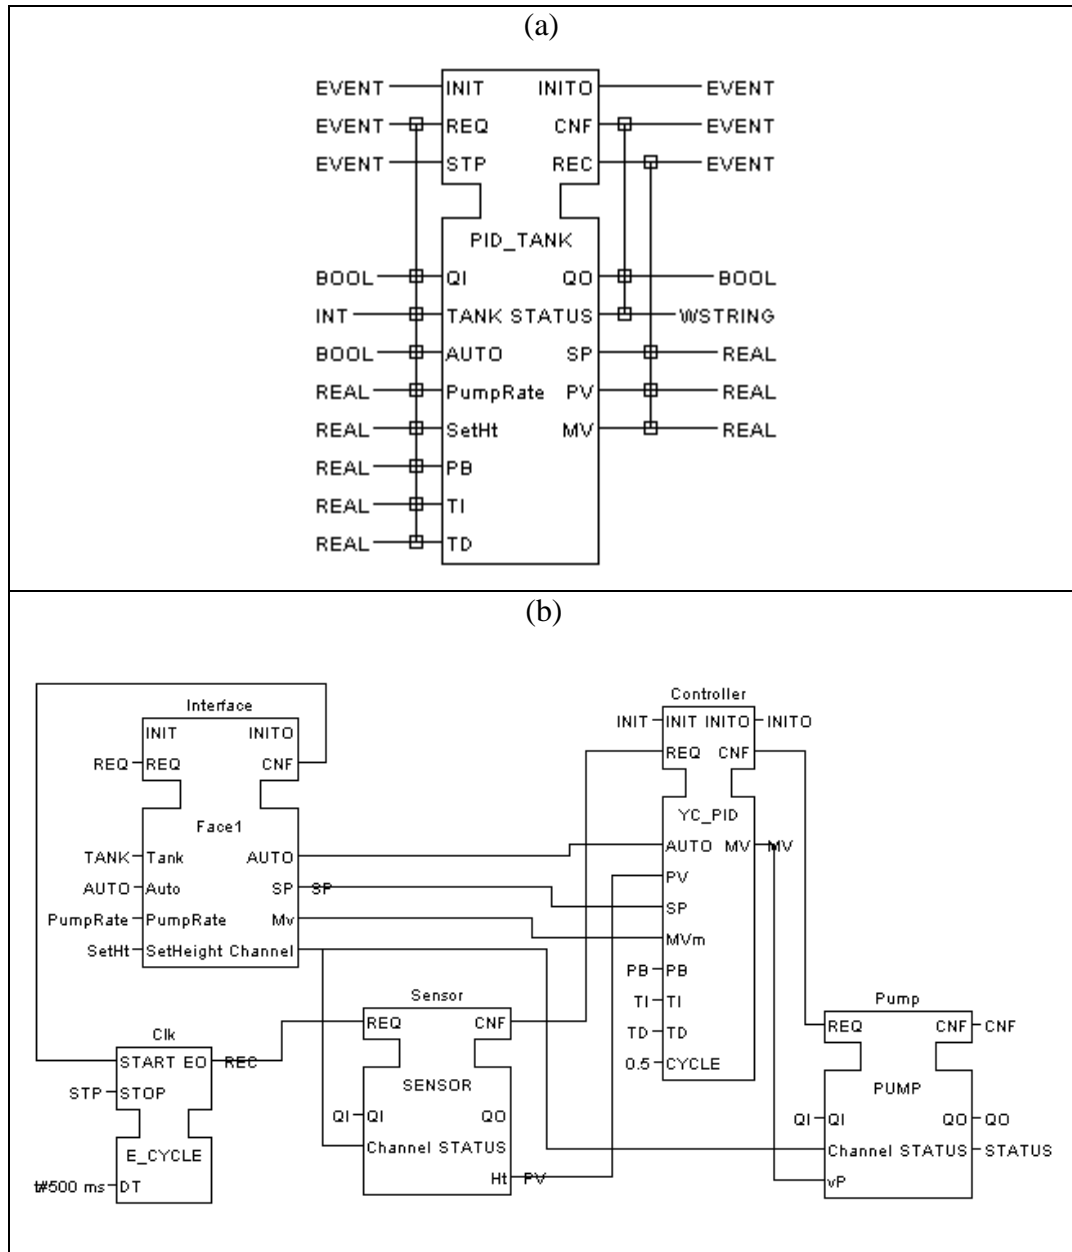 (a)
EVENT INIT INITO EVENT
EVENT REQ CNF EVENT
EVENT STP REC EVENT
PID_TANK
BOOL QI QO BOOL
INT TANK STATUS WSTRING
BOOL AUTO SP REAL
REAL PumpRate PV REAL
REAL SetHt MV REAL
REAL PB
REAL TI
REAL TD
(b)
Interface
INIT INITO
REQ REQ CNF
Face1
TANK Tank AUTO
AUTO Auto SP SP
PumpRate PumpRate Mv
SetHt SetHeight Channel
Controller
INIT INIT INITO INITO
REQ CNF
YC_PID
AUTO MV MV
PV
SP
MVm
PB PB
TI TI
TD TD
0.5 CYCLE
Clk
START EO REC
STP STOP
E_CYCLE
t#500 ms DT
Sensor
REQ CNF
SENSOR
QI QI QO
Channel STATUS
Ht PV
Pump
REQ CNF CNF
PUMP
QI QI QO QO
Channel STATUS STATUS
vP